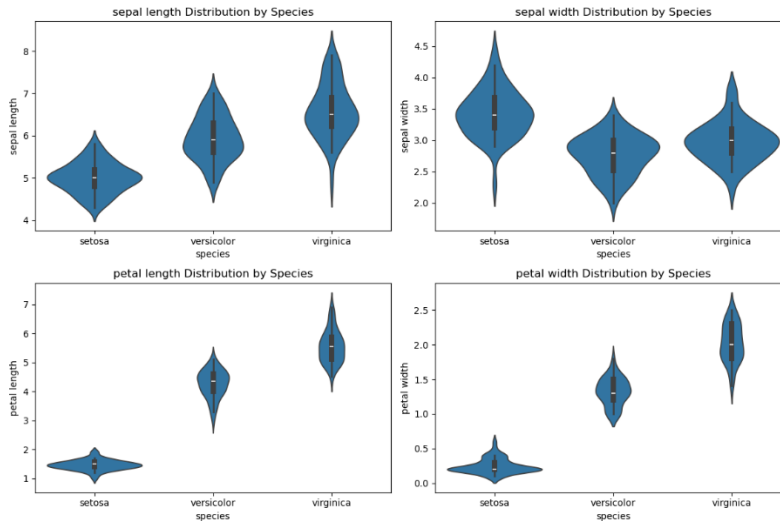 sepal length Distribution by Species
8
7
6
5
4
sepal length
setosa versicolor virginica
species
sepal width Distribution by Species
4.5
4.0
3.5
3.0
2.5
2.0
sepal width
setosa versicolor virginica
species
petal length Distribution by Species
7
6
5
4
3
2
1
petal length
setosa versicolor virginica
species
petal width Distribution by Species
2.5
2.0
1.5
1.0
0.5
0.0
petal width
setosa versicolor virginica
species